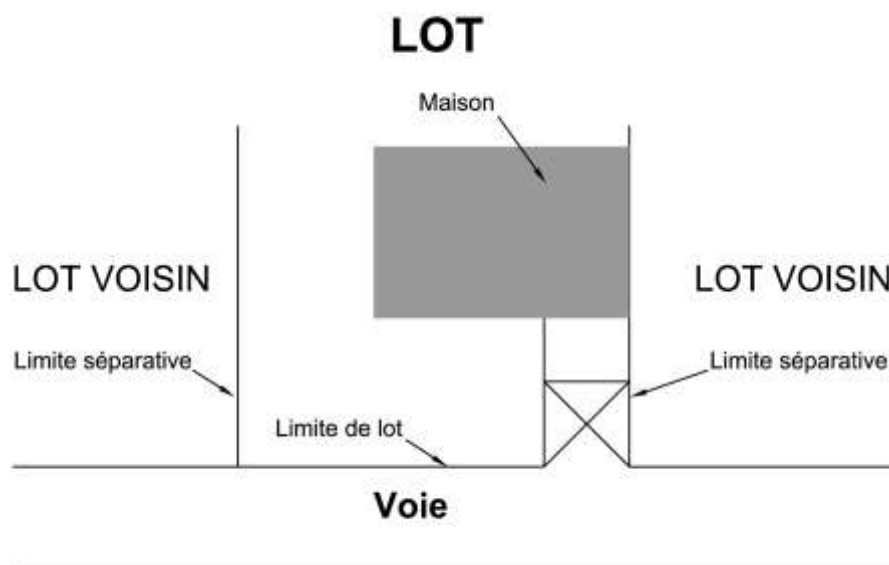 LOT
Maison
LOT VOISIN
LOT VOISIN
Limite séparative
Limite séparative
Limite de lot
Voie